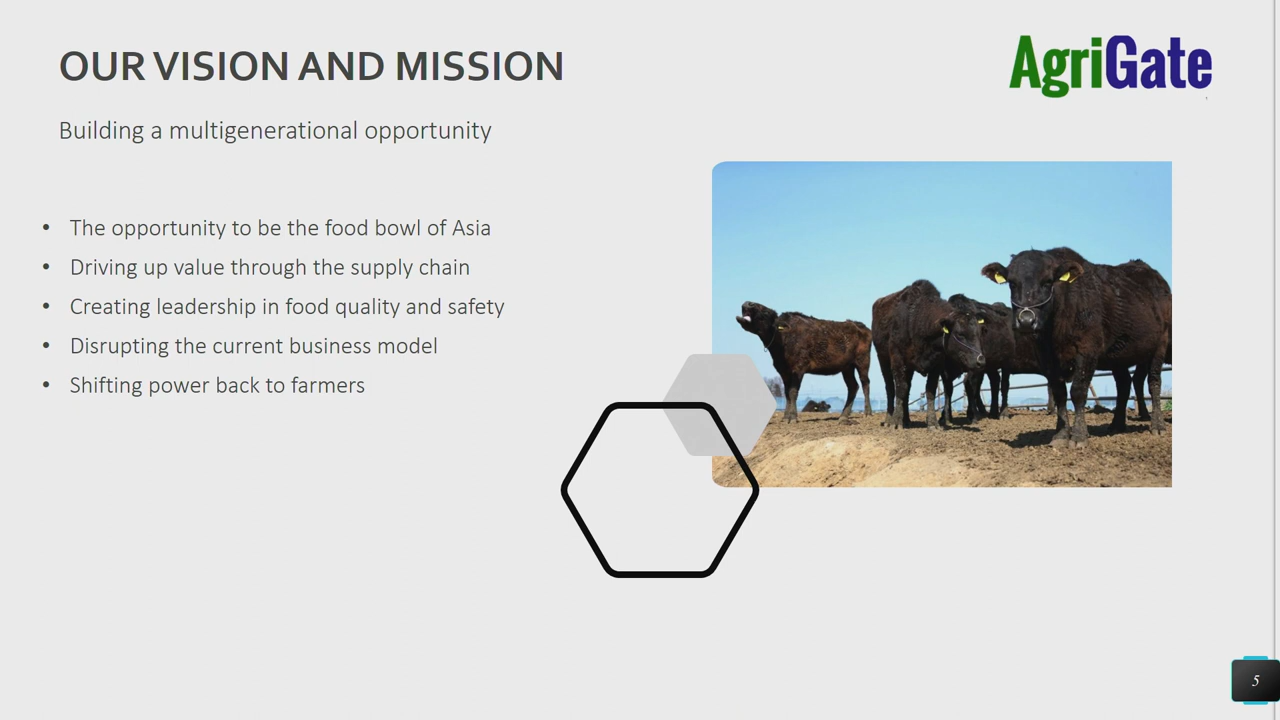 OUR VISION AND MISSION
AgriGate
Building a multigenerational opportunity
• The opportunity to be the food bowl of Asia
• Driving up value through the supply chain
• Creating leadership in food quality and safety
• Disrupting the current business model
• Shifting power back to farmers
5